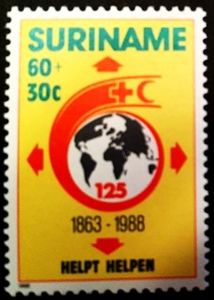 SURINAME
60+
30c
125
1863-1988
HELPT HELPEN